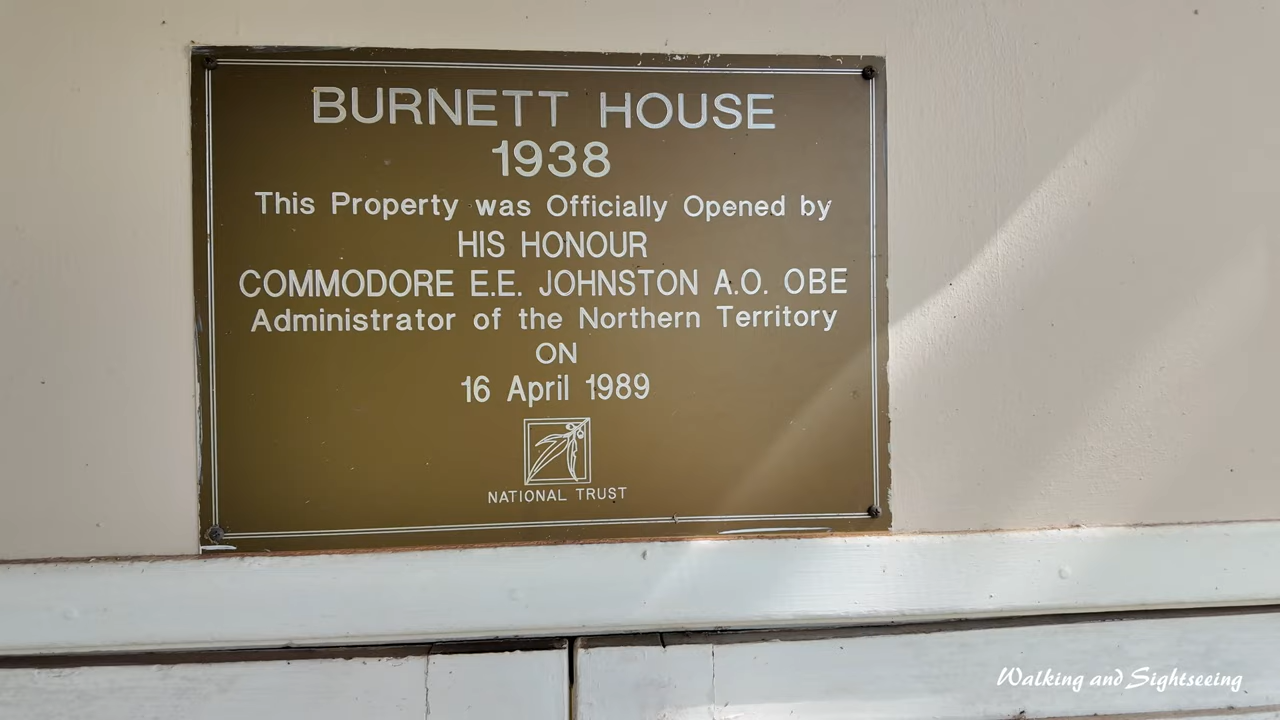 BURNETT HOUSE
1938
This Property was Officially Opened by
HIS HONOUR
COMMODORE E.E. JOHNSTON A.O. OBE
Administrator of the Northern Territory
ON
16 April 1989
NATIONAL TRUST
Walking and Sightseeing